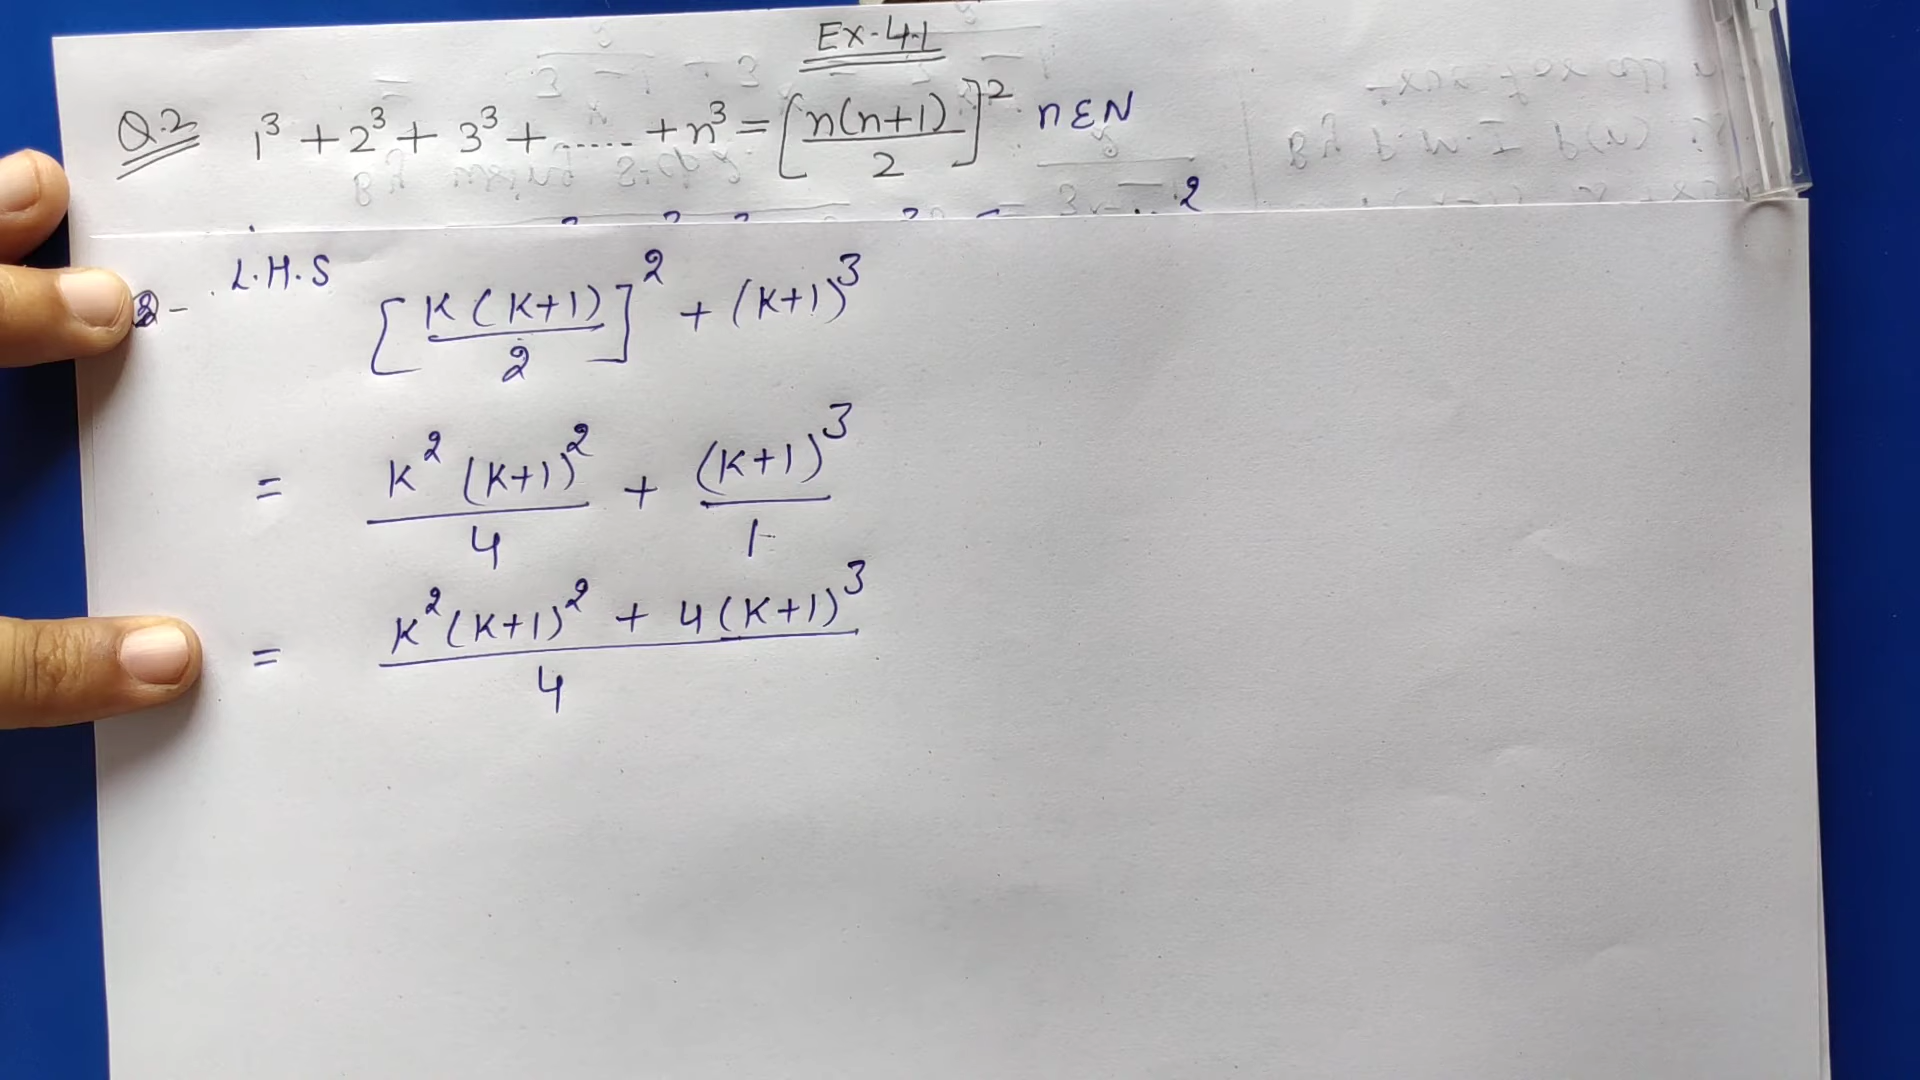 Ex-4.1
Q.2 1³ + 2³ + 3³ + ...... + n³ = [n(n+1)/2]² n ∈ N
L.H.S
[K(K+1)/2]² + (K+1)³
= K²(K+1)²/4 + (K+1)³/1
= K²(K+1)² + 4(K+1)³/4